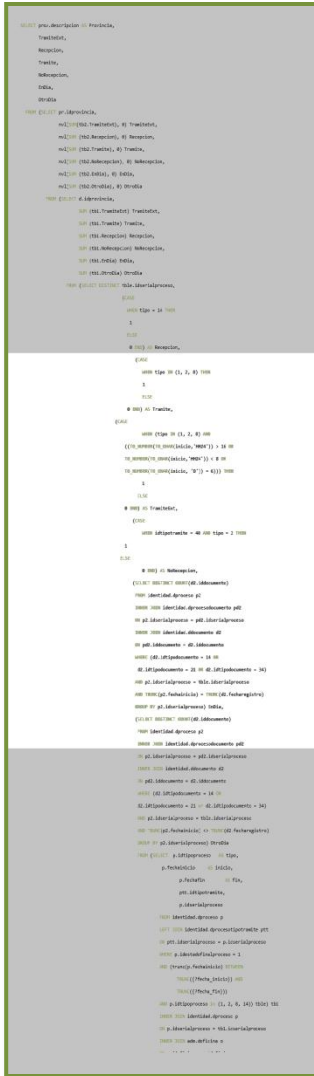 SELECT prov.descripcion AS Provincia,
TramiteExt,
Recepcion,
Tramite,
NoRecepcion,
EnDia,
OtroDia
FROM (SELECT pr.idprovincia,
nvl(SUM(tb2.TramiteExt), 0) TramiteExt,
nvl(SUM (tb2.Recepcion), 0) Recepcion,
nvl(SUM (tb2.Tramite), 0) Tramite,
nvl(SUM (tb2.NoRecepcion), 0) NoRecepcion,
nvl(SUM (tb2.EnDia), 0) EnDia,
nvl(SUM (tb2.OtroDia), 0) OtroDia
FROM (SELECT d.idprovincia,
SUM (tb1.TramiteExt) TramiteExt,
SUM (tb1.Tramite) Tramite,
SUM (tb1.Recepcion) Recepcion,
SUM (tb1.NoRecepcion) NoRecepcion,
SUM (tb1.EnDia) EnDia,
SUM (tb1.OtroDia) OtroDia
FROM (SELECT DISTINCT tble.idserialproceso,
(CASE
WHEN tipo = 14 THEN
1
ELSE
0 END) AS Recepcion,
(CASE
WHEN tipo IN (1, 2, 8) THEN
1
ELSE
0 END) AS Tramite,
(CASE
WHEN (tipo IN (1, 2, 8) AND
((TO_NUMBER(TO_CHAR(inicio,'HH24')) > 16 OR
TO_NUMBER(TO_CHAR(inicio,'HH24')) < 8 OR
TO_NUMBER(TO_CHAR(inicio, 'D')) = 6))) THEN
1
ELSE
0 END) AS TramiteExt,
(CASE
WHEN idtipotramite = 40 AND tipo = 2 THEN
1
ELSE
0 END) AS NoRecepcion,
(SELECT DISTINCT COUNT(d2.iddocumento)
FROM identidad.dproceso p2
INNER JOIN identidad.dprocesodocumento pd2
ON p2.idserialproceso = pd2.idserialproceso
INNER JOIN identidad.ddocumento d2
ON pd2.iddocumento = d2.iddocumento
WHERE (d2.idtipodocumento = 14 OR
d2.idtipodocumento = 21 OR d2.idtipodocumento = 34)
AND p2.idserialproceso = tble.idserialproceso
AND TRUNC(p2.fechainicio) = TRUNC(d2.fecharegistro)
GROUP BY p2.idserialproceso) EnDia,
(SELECT DISTINCT COUNT(d2.iddocumento)
FROM identidad.dproceso p2
INNER JOIN identidad.dprocesodocumento pd2
ON p2.idserialproceso = pd2.idserialproceso
INNER JOIN identidad.ddocumento d2
ON pd2.iddocumento = d2.iddocumento
WHERE (d2.idtipodocumento = 14 OR
d2.idtipodocumento = 21 or d2.idtipodocumento = 34)
AND p2.idserialproceso = tble.idserialproceso
AND TRUNC(p2.fechainicio) TRUNC(d2.fecharegistro)
GROUP BY p2.idserialproceso) OtroDia
FROM (SELECT p.idtipoproceso AS tipo,
p.fechainicio AS inicio,
p.fechafin AS fin,
ptt.idtipotramite,
p.idserialproceso
FROM identidad.dproceso p
LEFT JOIN identidad.dprocesotipotramite ptt
ON ptt.idserialproceso = p.idserialproceso
WHERE p.idestadofinalproceso = 1
AND (trunc(p.fechainicio) BETWEEN
TRUNC({?fecha_inicio}) AND
TRUNC({?fecha_fin}))
AND p.idtipoproceso in (1, 2, 8, 14)) tble) tb1
INNER JOIN identidad.dproceso p
ON p.idserialproceso = tb1.idserialproceso
INNER JOIN adm.doficina o